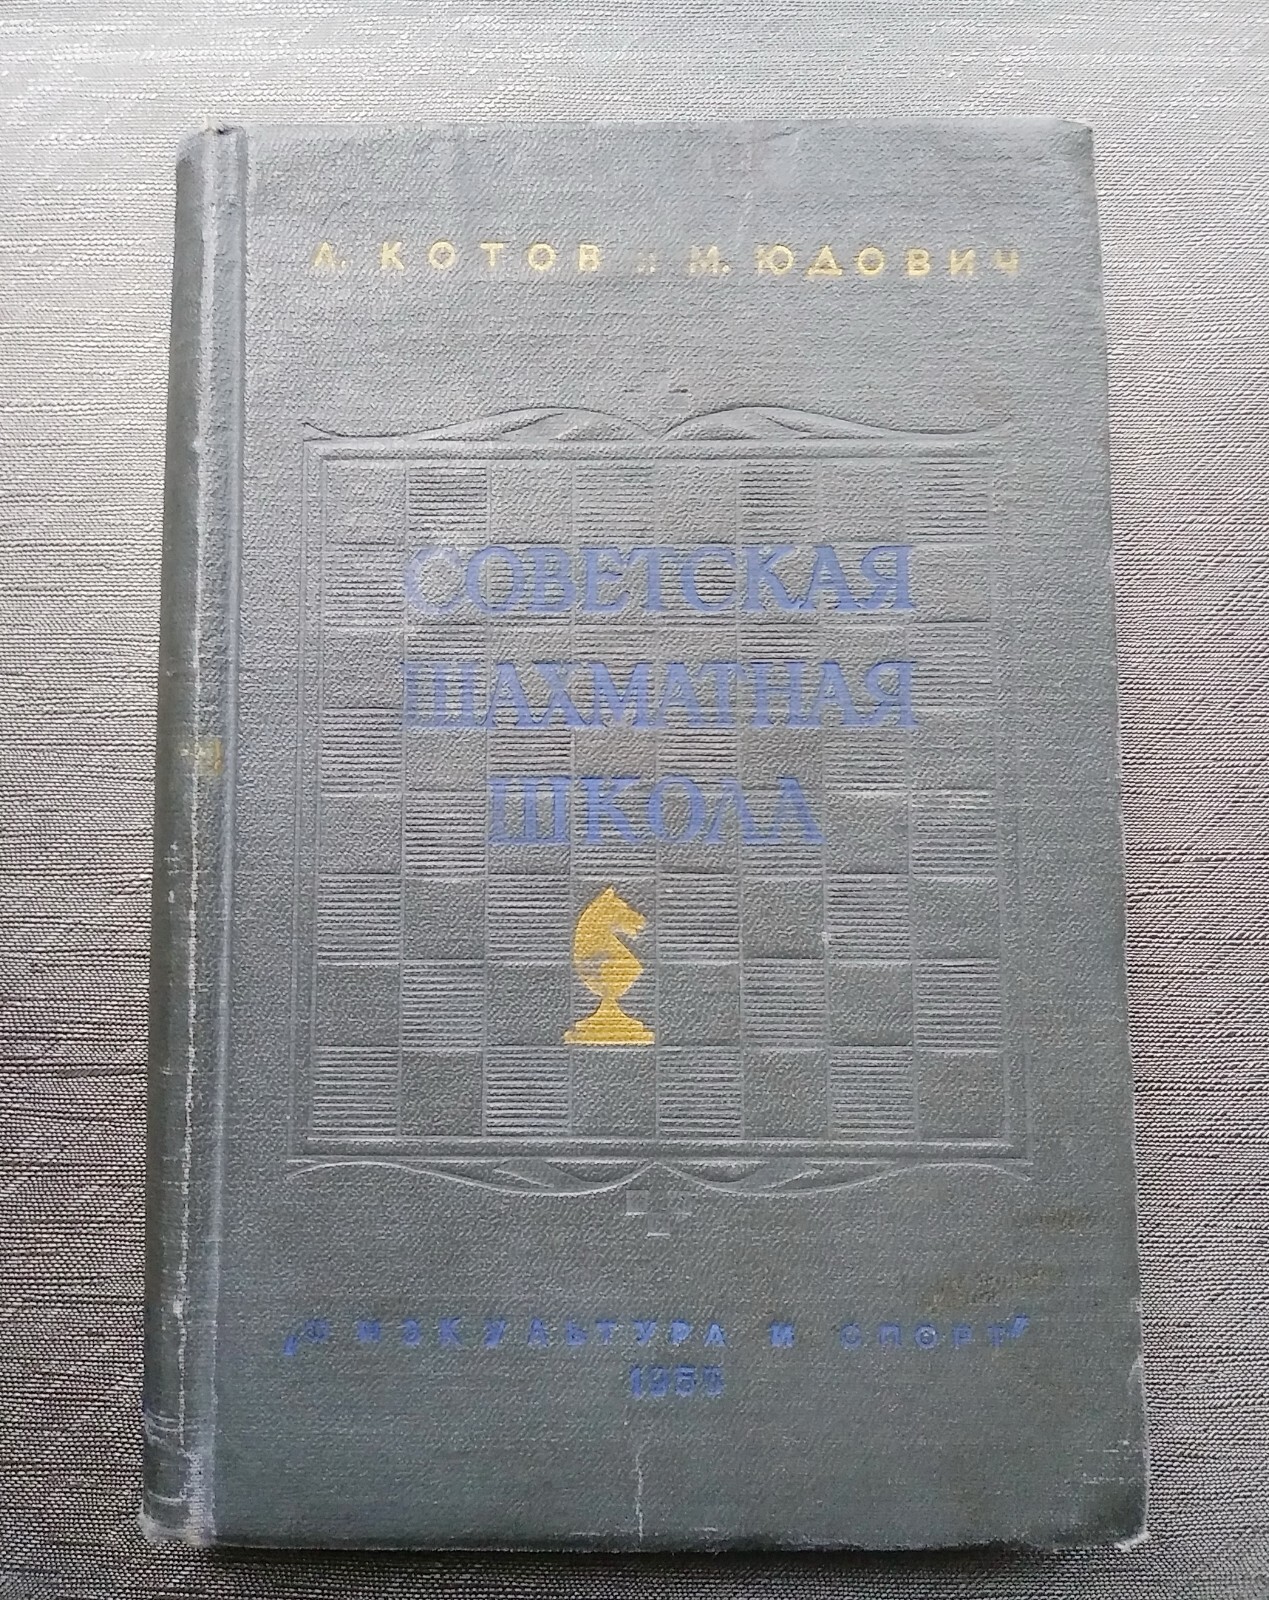 А. КОТОВ и М. ЮДОВИЧ
СОВЕТСКАЯ
ШАХМАТНАЯ
ШКОЛА
„ФИЗКУЛЬТУРА И СПОРТ"